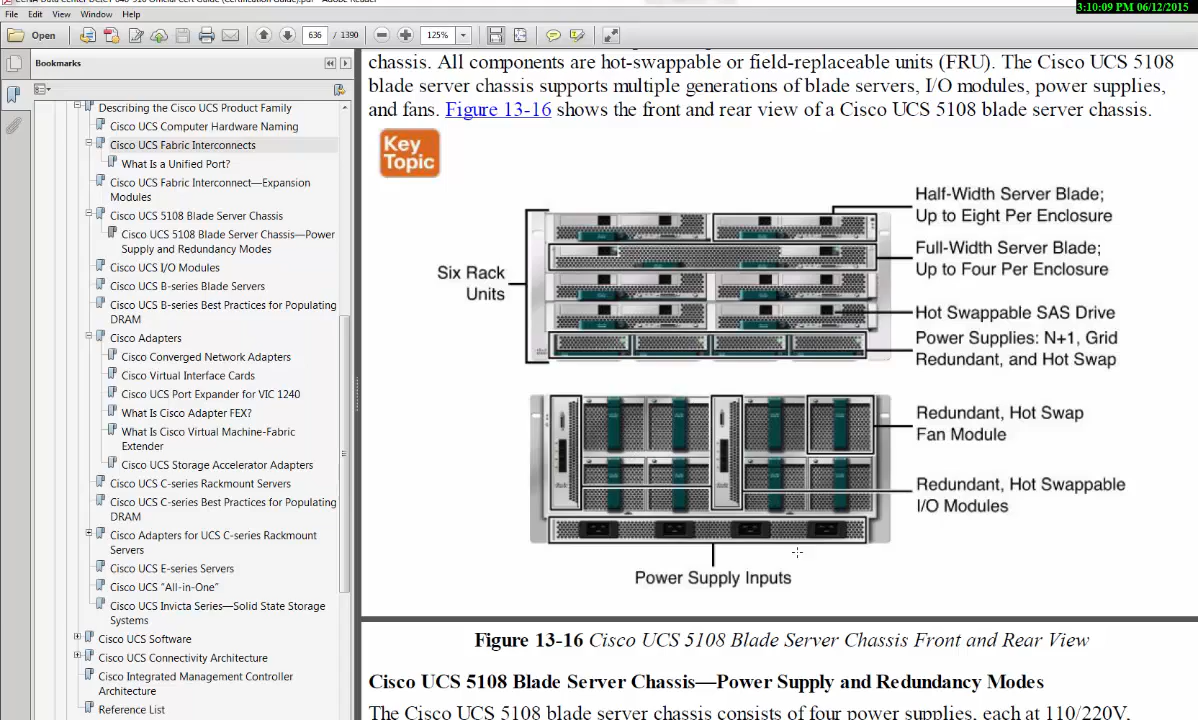 3:10:09 PM 06/12/2015
File Edit View Window Help
Open 636 / 1390 125%
Bookmarks
Describing the Cisco UCS Product Family
Cisco UCS Computer Hardware Naming
Cisco UCS Fabric Interconnects
What Is a Unified Port?
Cisco UCS Fabric Interconnect—Expansion
Modules
Cisco UCS 5108 Blade Server Chassis
Cisco UCS 5108 Blade Server Chassis—Power
Supply and Redundancy Modes
Cisco UCS I/O Modules
Cisco UCS B-series Blade Servers
Cisco UCS B-series Best Practices for Populating
DRAM
Cisco Adapters
Cisco Converged Network Adapters
Cisco Virtual Interface Cards
Cisco UCS Port Expander for VIC 1240
What Is Cisco Adapter FEX?
What Is Cisco Virtual Machine-Fabric
Extender
Cisco UCS Storage Accelerator Adapters
Cisco UCS C-series Rackmount Servers
Cisco UCS C-series Best Practices for Populating
DRAM
Cisco Adapters for UCS C-series Rackmount
Servers
Cisco UCS E-series Servers
Cisco UCS "All-in-One"
Cisco UCS Invicta Series—Solid State Storage
Systems
Cisco UCS Software
Cisco UCS Connectivity Architecture
Cisco Integrated Management Controller
Architecture
Reference List
chassis. All components are hot-swappable or field-replaceable units (FRU). The Cisco UCS 5108
blade server chassis supports multiple generations of blade servers, I/O modules, power supplies,
and fans. Figure 13-16 shows the front and rear view of a Cisco UCS 5108 blade server chassis.
Key
Topic
Half-Width Server Blade;
Up to Eight Per Enclosure
Full-Width Server Blade;
Up to Four Per Enclosure
Six Rack
Units
Hot Swappable SAS Drive
Power Supplies: N+1, Grid
Redundant, and Hot Swap
Redundant, Hot Swap
Fan Module
Redundant, Hot Swappable
I/O Modules
Power Supply Inputs
Figure 13-16 Cisco UCS 5108 Blade Server Chassis Front and Rear View
Cisco UCS 5108 Blade Server Chassis—Power Supply and Redundancy Modes
The Cisco UCS 5108 blade server chassis consists of four power supplies, each at 110/220V.